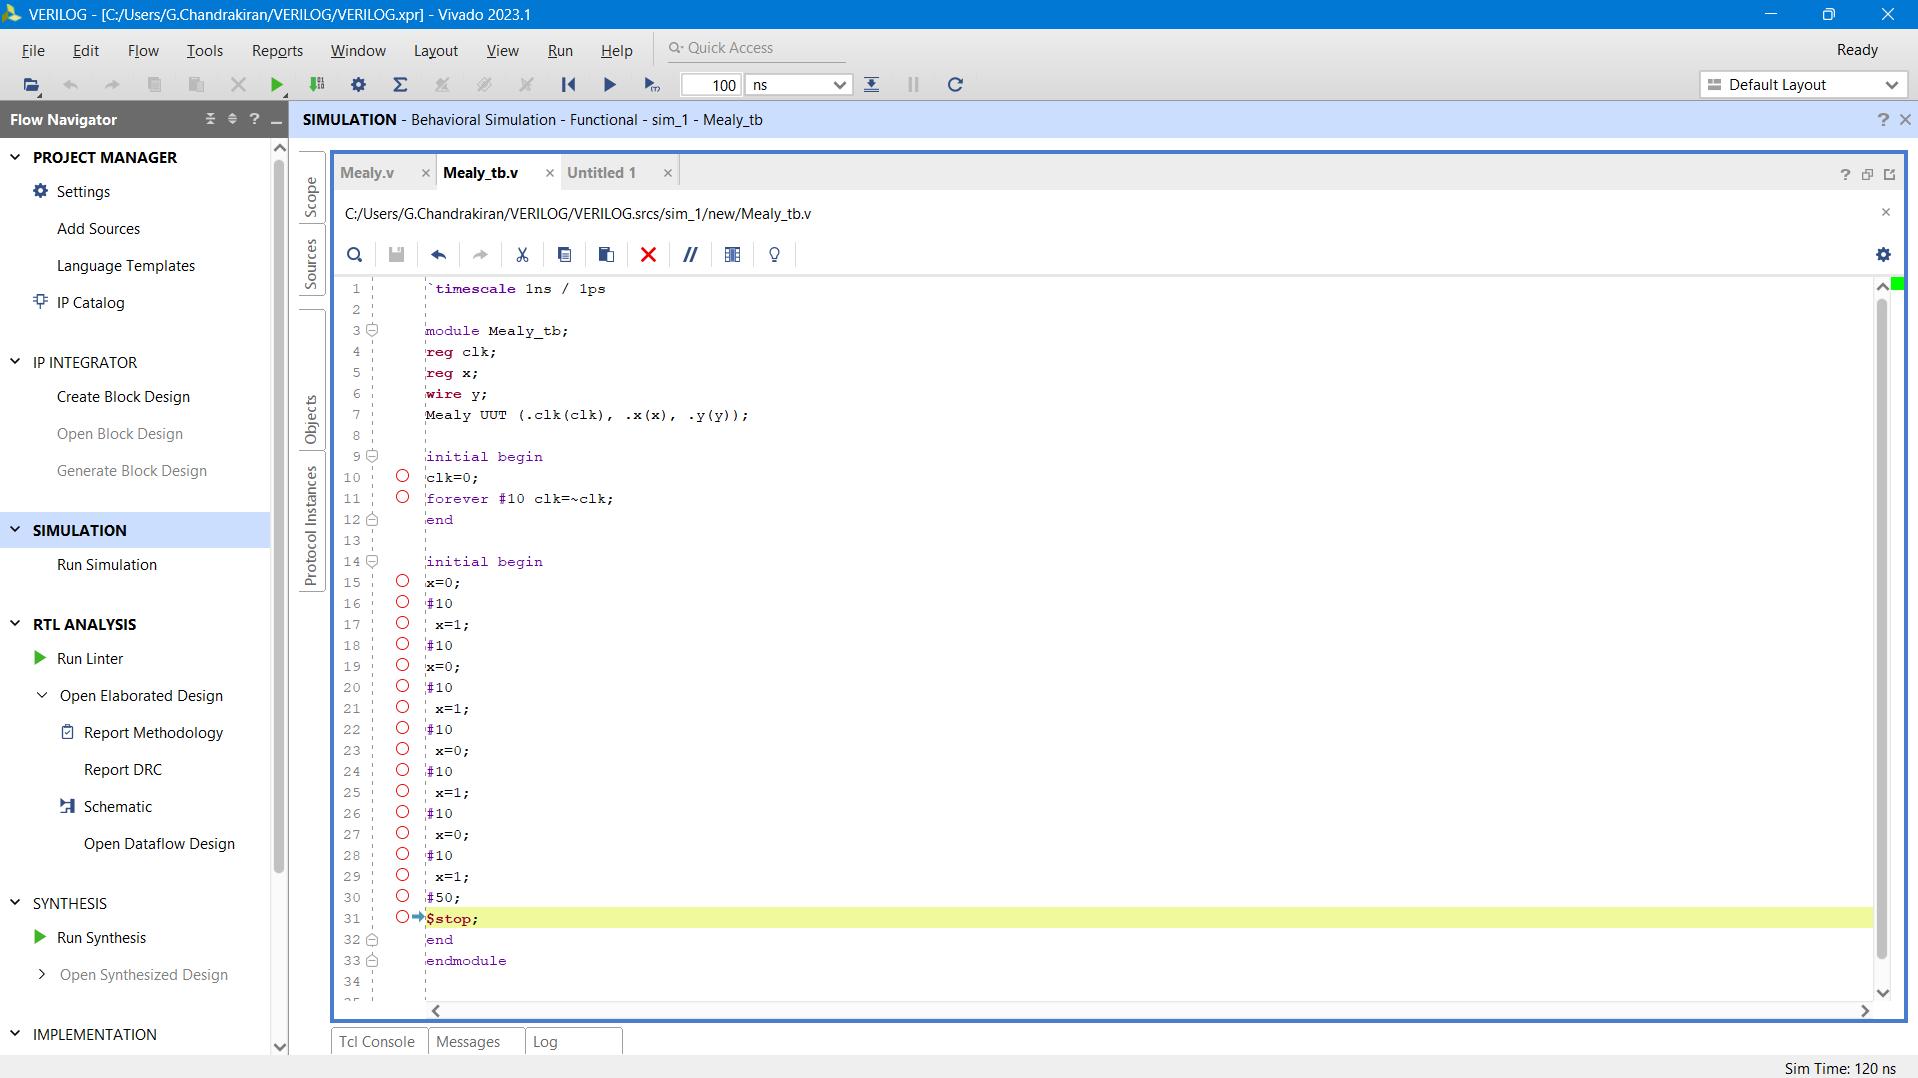 VERILOG - [C:/Users/G.Chandrakiran/VERILOG/VERILOG.xpr] - Vivado 2023.1
File Edit Flow Tools Reports Window Layout View Run Help Quick Access Ready
100 ns Default Layout
Flow Navigator
SIMULATION - Behavioral Simulation - Functional - sim_1 - Mealy_tb
PROJECT MANAGER
Settings
Add Sources
Language Templates
IP Catalog
IP INTEGRATOR
Create Block Design
Open Block Design
Generate Block Design
SIMULATION
Run Simulation
RTL ANALYSIS
Run Linter
Open Elaborated Design
Report Methodology
Report DRC
Schematic
Open Dataflow Design
SYNTHESIS
Run Synthesis
Open Synthesized Design
IMPLEMENTATION
Scope
Sources
Objects
Protocol Instances
Mealy.v Mealy_tb.v Untitled 1
C:/Users/G.Chandrakiran/VERILOG/VERILOG.srcs/sim_1/new/Mealy_tb.v
1 `timescale 1ns / 1ps
2
3 module Mealy_tb;
4 reg clk;
5 reg x;
6 wire y;
7 Mealy UUT (.clk(clk), .x(x), .y(y));
8
9 initial begin
10 clk=0;
11 forever #10 clk=~clk;
12 end
13
14 initial begin
15 x=0;
16 #10
17 x=1;
18 #10
19 x=0;
20 #10
21 x=1;
22 #10
23 x=0;
24 #10
25 x=1;
26 #10
27 x=0;
28 #10
29 x=1;
30 #50;
31 $stop;
32 end
33 endmodule
34
Tcl Console Messages Log
Sim Time: 120 ns